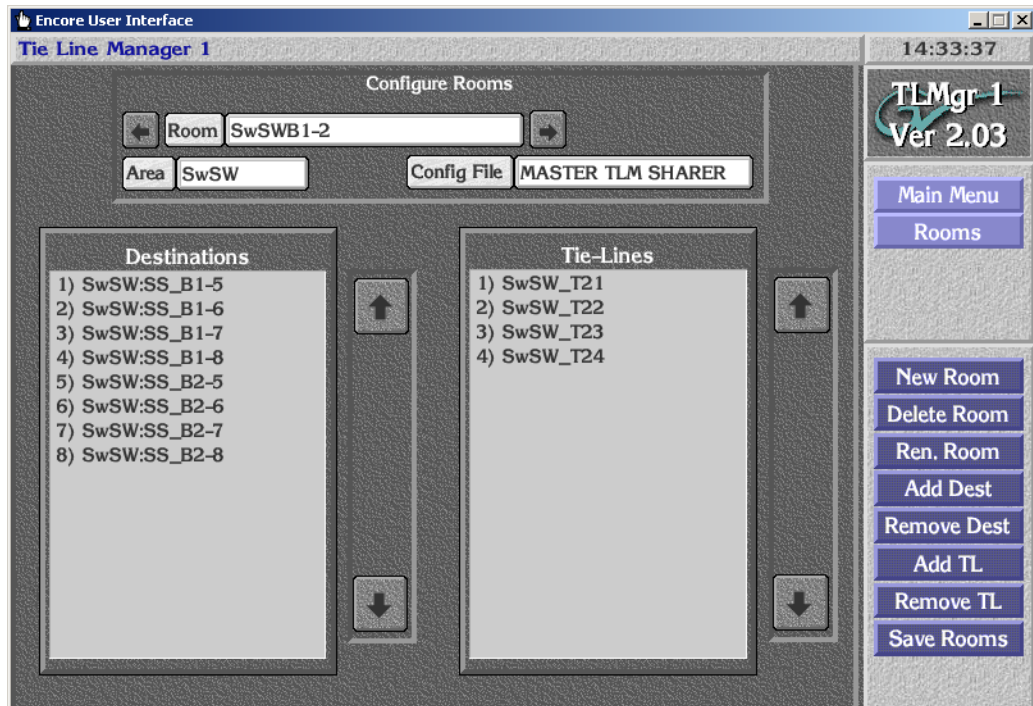 Encore User Interface
Tie Line Manager 1
14:33:37
Configure Rooms
Room SwSWB1-2
Area SwSW Config File MASTER TLM SHARER
TLMgr-1
Ver 2.03
Main Menu
Rooms
Destinations
1) SwSW:SS_B1-5
2) SwSW:SS_B1-6
3) SwSW:SS_B1-7
4) SwSW:SS_B1-8
5) SwSW:SS_B2-5
6) SwSW:SS_B2-6
7) SwSW:SS_B2-7
8) SwSW:SS_B2-8
Tie-Lines
1) SwSW_T21
2) SwSW_T22
3) SwSW_T23
4) SwSW_T24
New Room
Delete Room
Ren. Room
Add Dest
Remove Dest
Add TL
Remove TL
Save Rooms